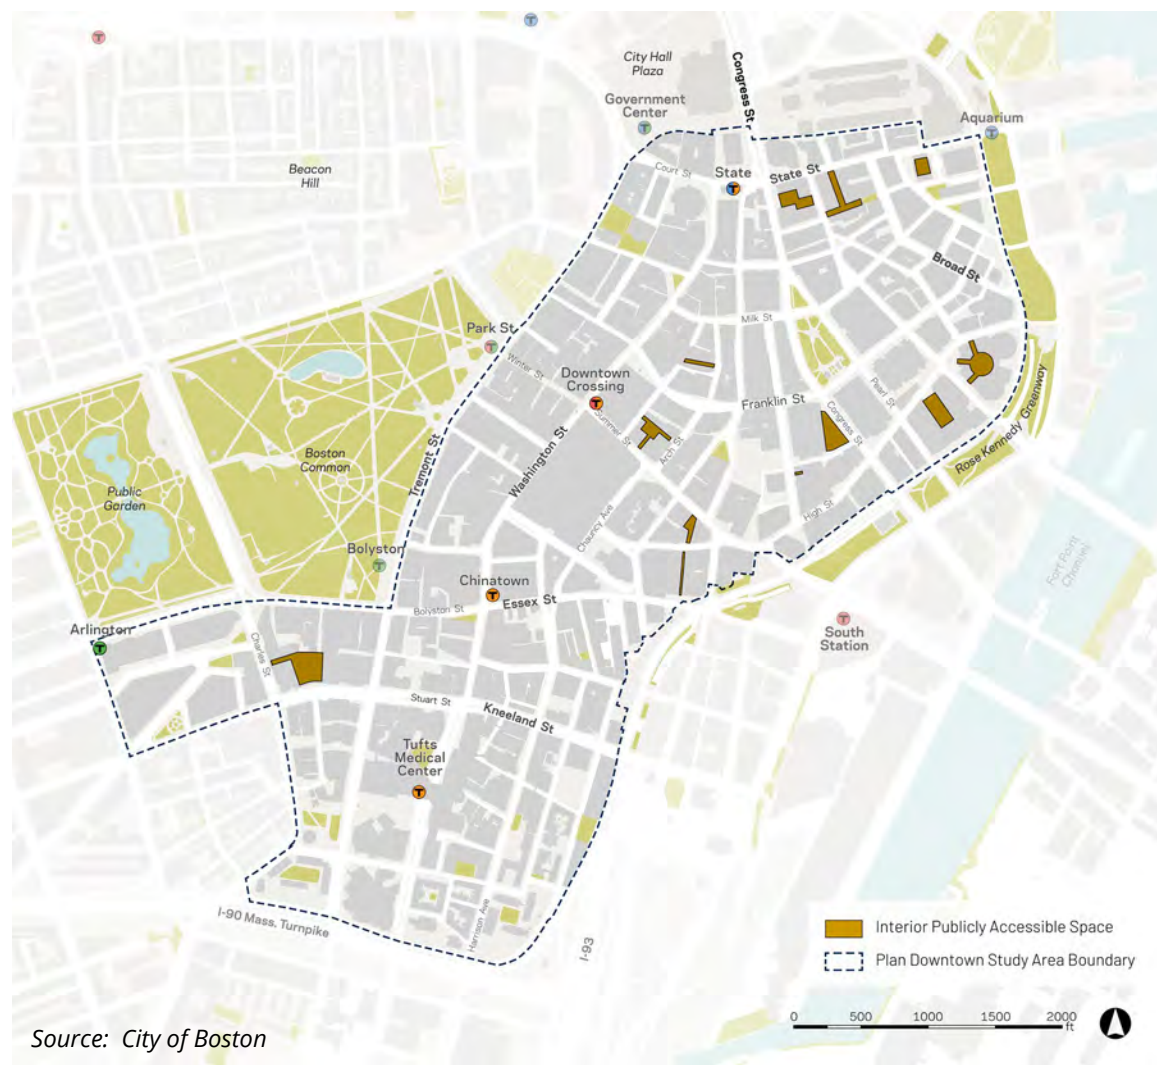 City Hall
Plaza
Congress St
Government
Center
Aquarium
Beacon
Hill
Court St
State
State St
Broad St
Milk St
Park St
Winter St
Downtown
Crossing
Summer St
Franklin St
Congress St
Pearl St
Arch St
Rose Kennedy Greenway
Tremont St
Washington St
Boston
Common
Public
Garden
High St
Chauncy Ave
Bolyston
Chinatown
Essex St
Bolyston St
Fort Point
Channel
Arlington
Charles St
South
Station
Stuart St
Kneeland St
Tufts
Medical
Center
Harrison Ave
I-90 Mass. Turnpike
I-93
Interior Publicly Accessible Space
Plan Downtown Study Area Boundary
0 500 1000 1500 2000
ft
Source: City of Boston